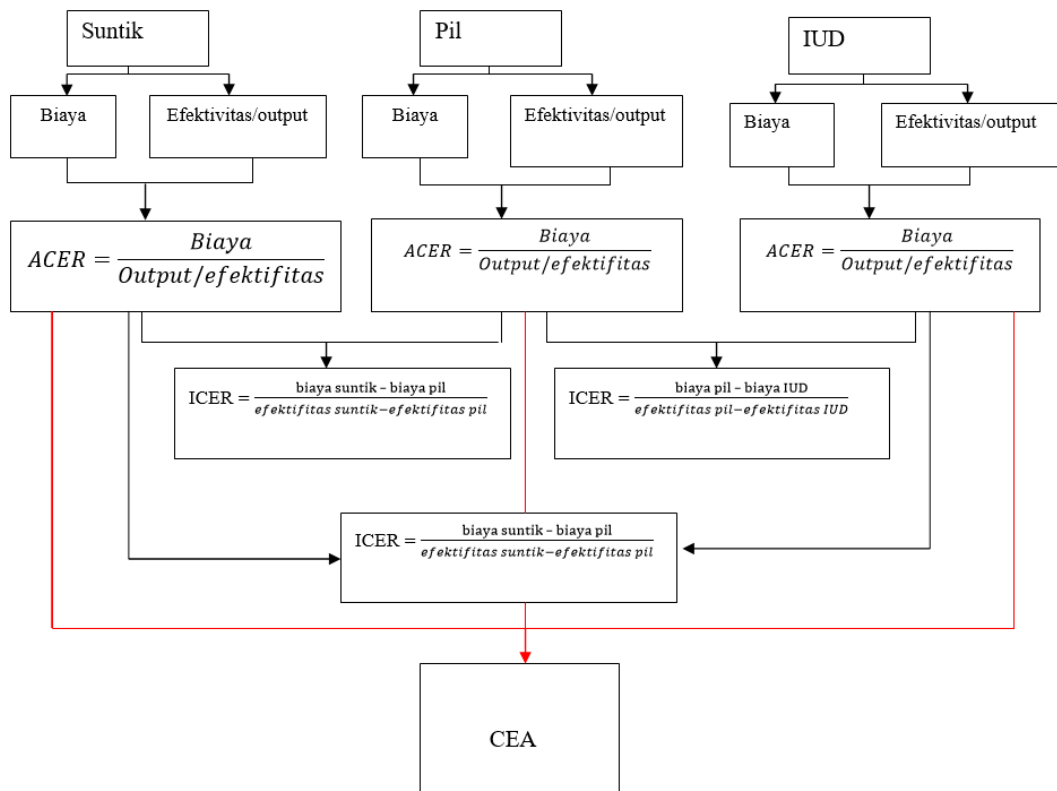 Suntik
Pil
IUD
Biaya
Efektivitas/output
Biaya
Efektivitas/output
Biaya
Efektivitas/output
ACER = Biaya / Output/efektifitas
ACER = Biaya / Output/efektifitas
ACER = Biaya / Output/efektifitas
ICER = biaya suntik – biaya pil / efektifitas suntik−efektifitas pil
ICER = biaya pil – biaya IUD / efektifitas pil−efektifitas IUD
ICER = biaya suntik – biaya pil / efektifitas suntik−efektifitas pil
CEA